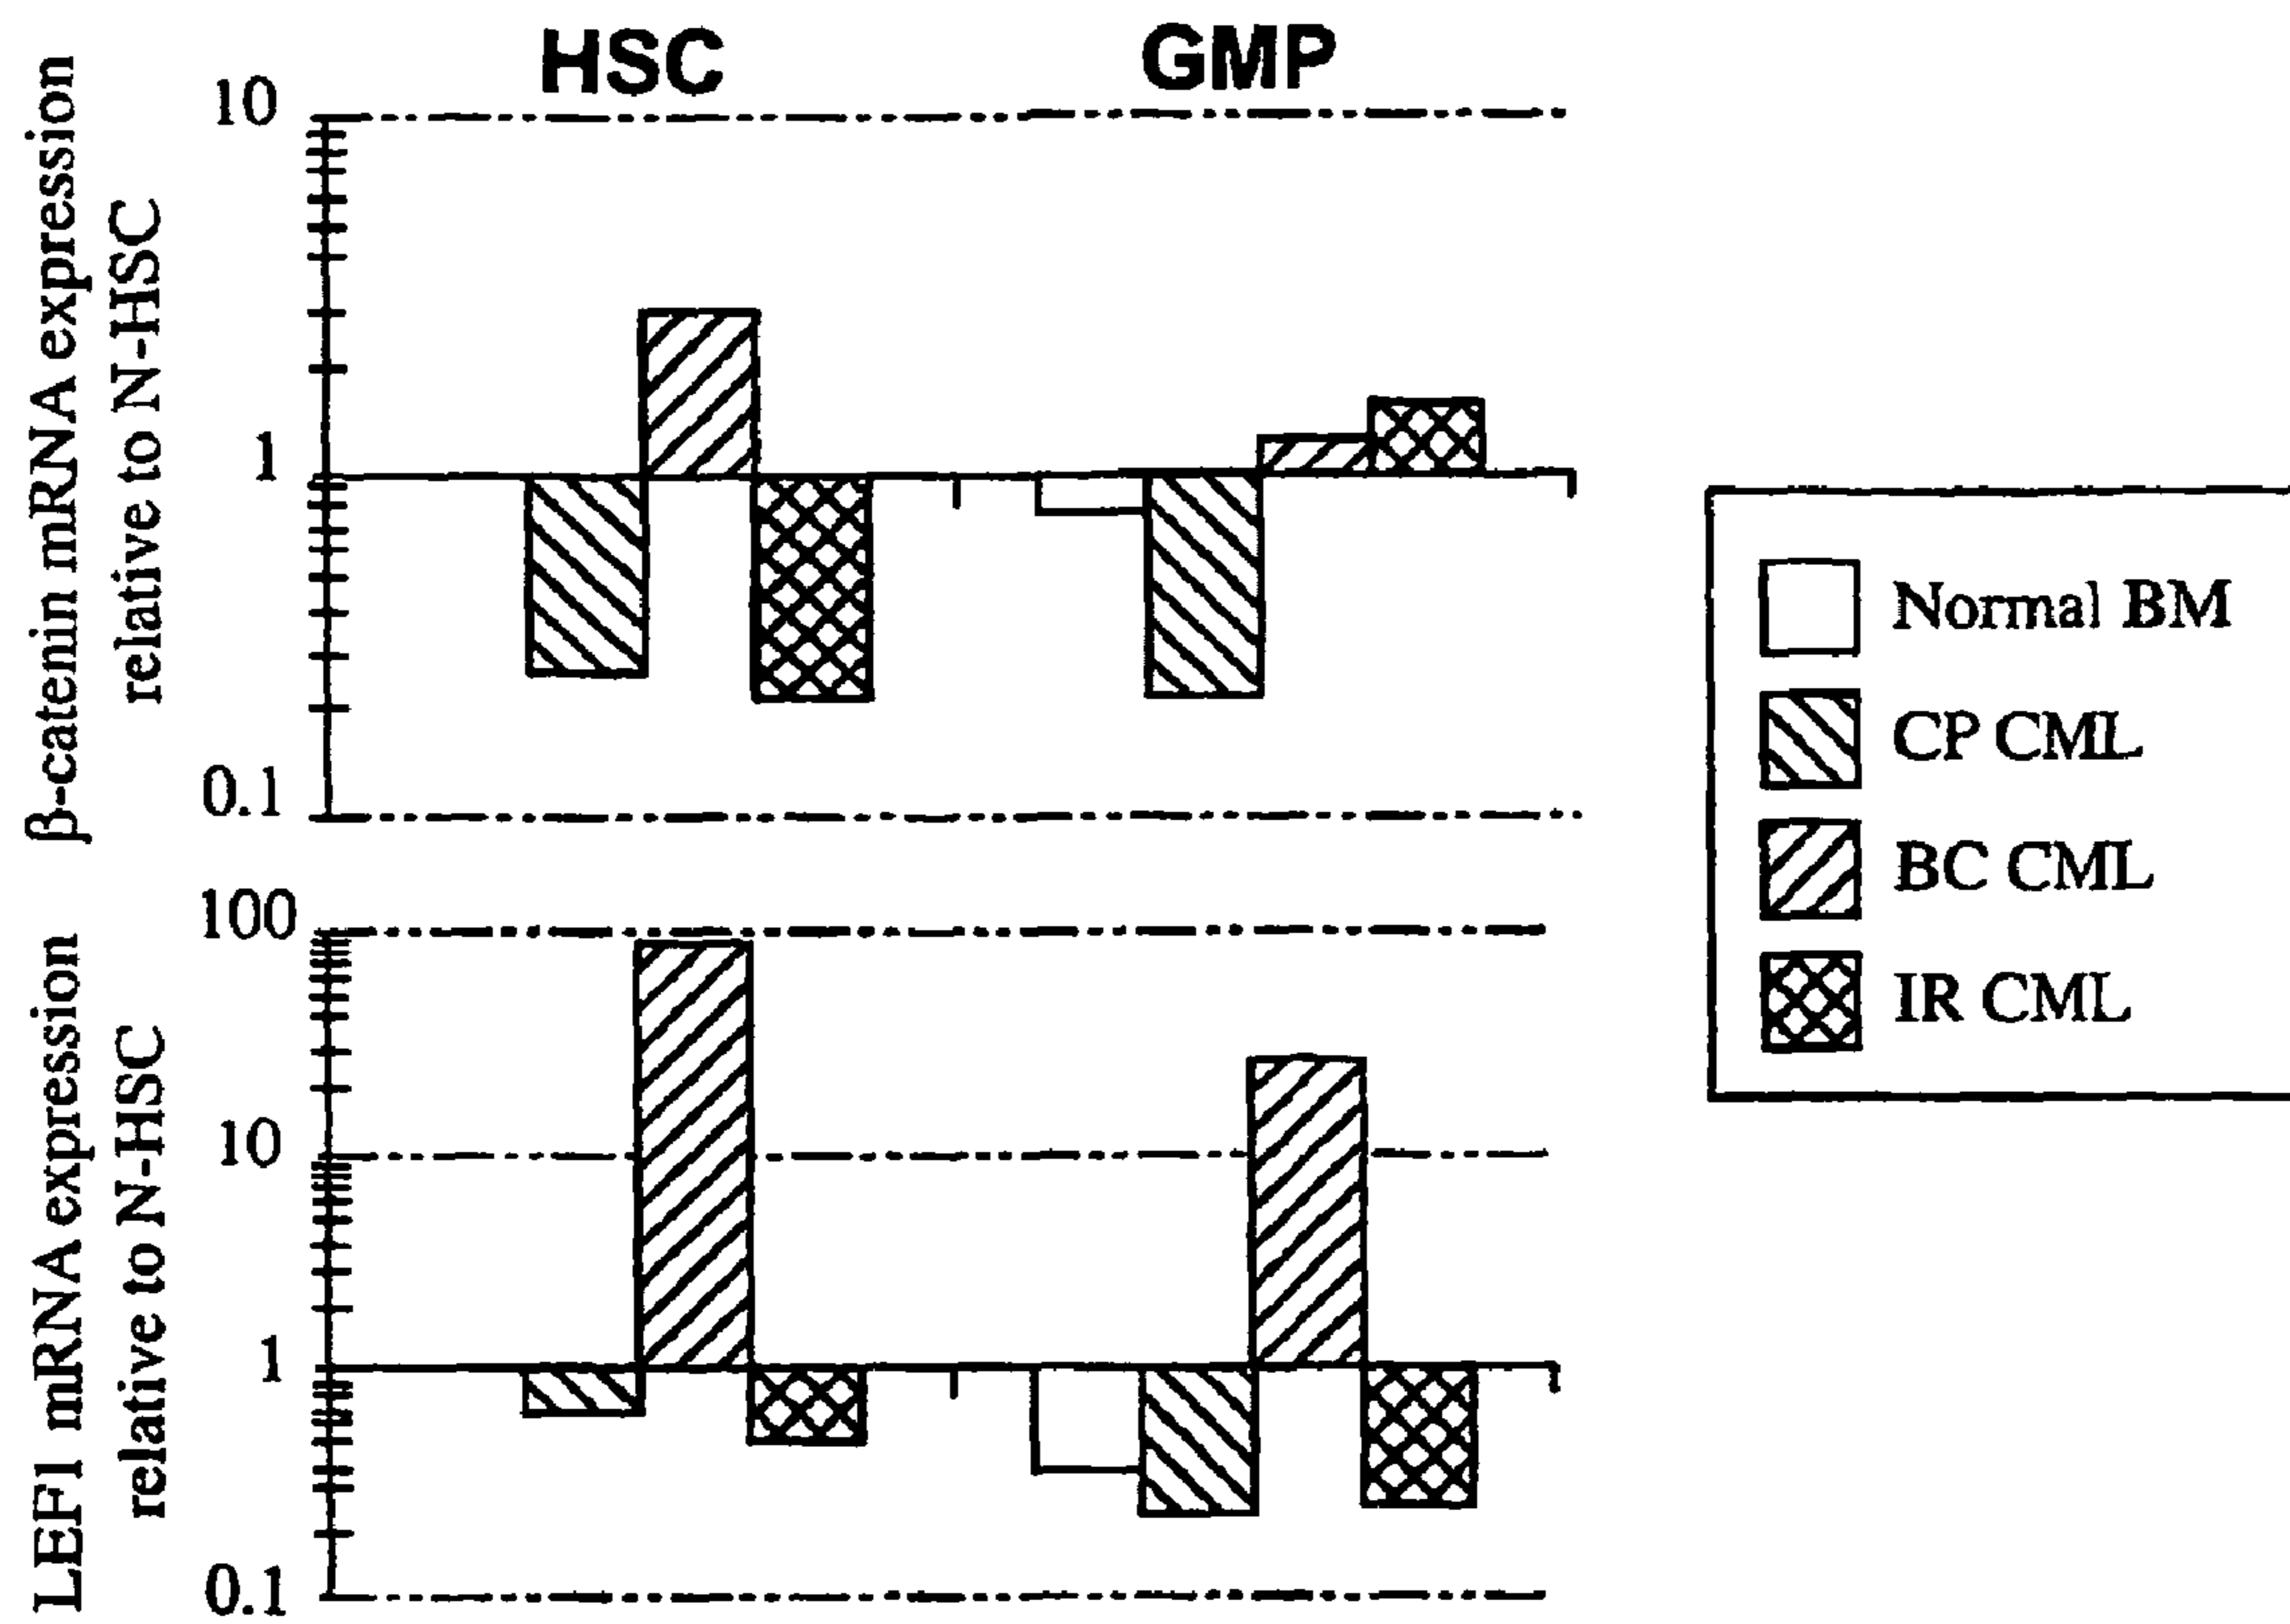 HSC
GMP
β-catenin mRNA expression
relative to N-HSC
10
1
0.1
LEF1 mRNA expression
relative to N-HSC
100
10
1
0.1
Normal BM
CP CML
BC CML
IR CML